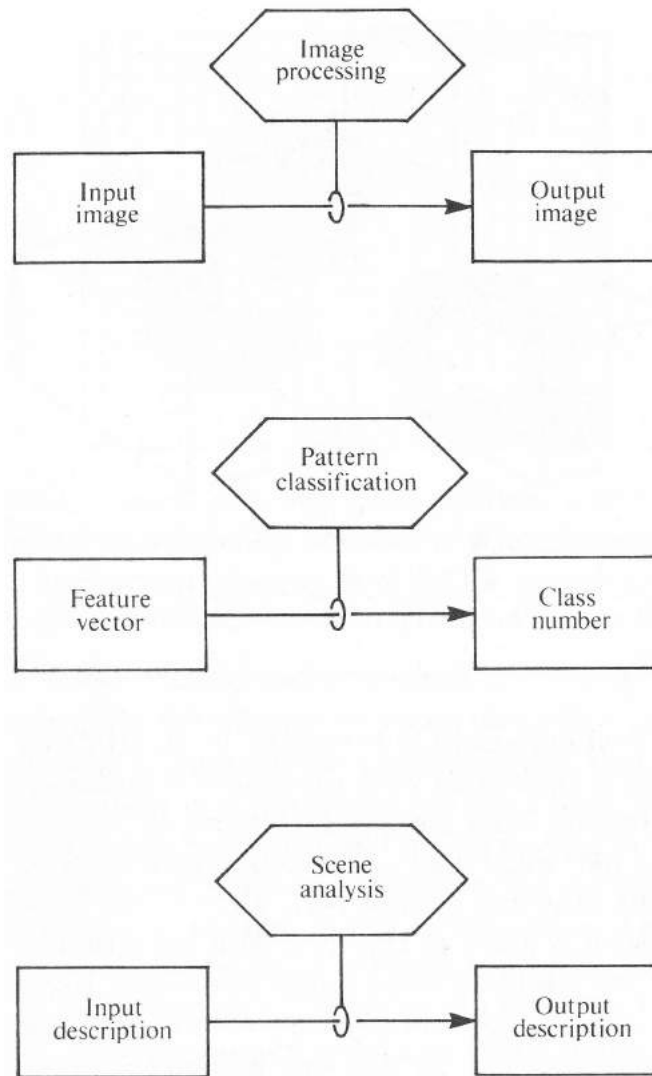 Image
processing
Input
image
Output
image
Pattern
classification
Feature
vector
Class
number
Scene
analysis
Input
description
Output
description